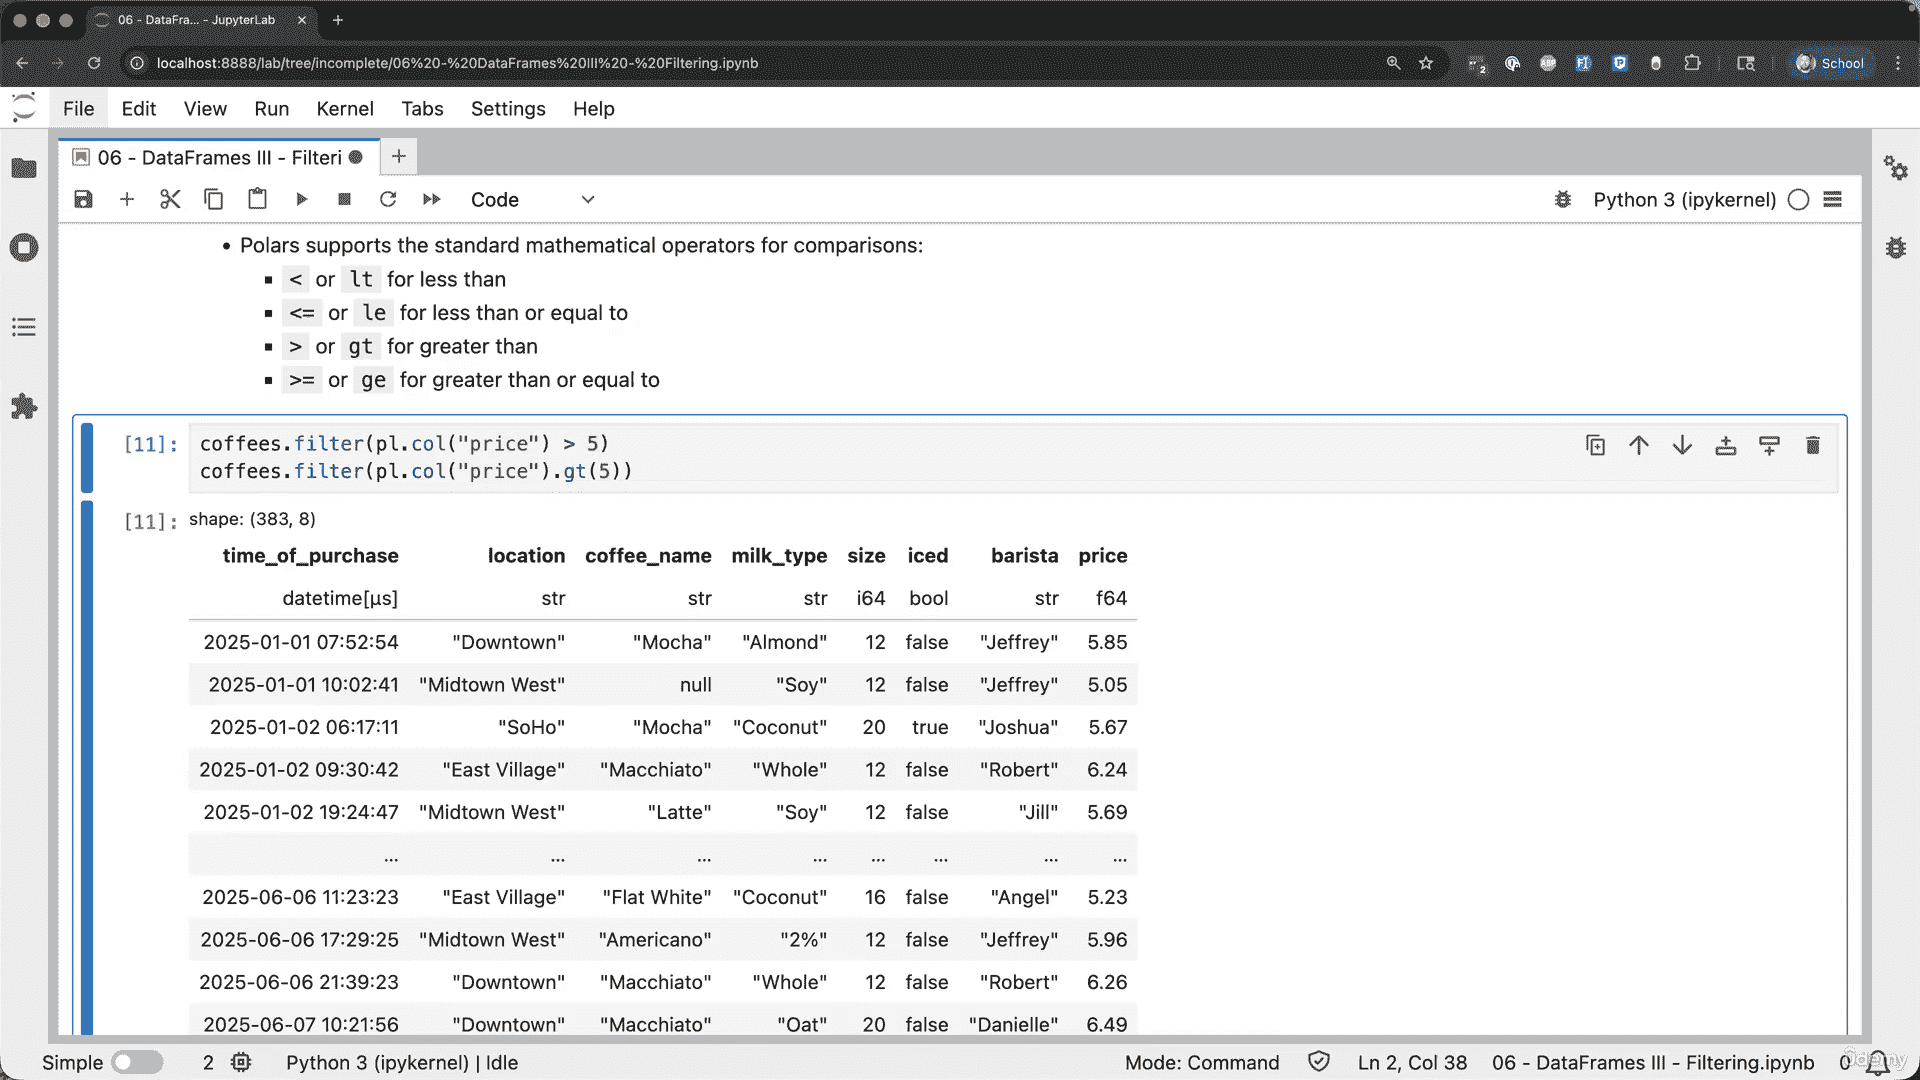 06 - DataFra... - JupyterLab
localhost:8888/lab/tree/incomplete/06%20-%20DataFrames%20III%20-%20Filtering.ipynb
2
ABP
School
File Edit View Run Kernel Tabs Settings Help
06 - DataFrames III - Filteri
Code
Python 3 (ipykernel)
• Polars supports the standard mathematical operators for comparisons:
▪ < or lt for less than
▪ <= or le for less than or equal to
▪ > or gt for greater than
▪ >= or ge for greater than or equal to
[11]: coffees.filter(pl.col("price") > 5)
coffees.filter(pl.col("price").gt(5))
[11]: shape: (383, 8)
time_of_purchase location coffee_name milk_type size iced barista price
datetime[μs] str str str i64 bool str f64
2025-01-01 07:52:54 "Downtown" "Mocha" "Almond" 12 false "Jeffrey" 5.85
2025-01-01 10:02:41 "Midtown West" null "Soy" 12 false "Jeffrey" 5.05
2025-01-02 06:17:11 "SoHo" "Mocha" "Coconut" 20 true "Joshua" 5.67
2025-01-02 09:30:42 "East Village" "Macchiato" "Whole" 12 false "Robert" 6.24
2025-01-02 19:24:47 "Midtown West" "Latte" "Soy" 12 false "Jill" 5.69
... ... ... ... ... ... ... ...
2025-06-06 11:23:23 "East Village" "Flat White" "Coconut" 16 false "Angel" 5.23
2025-06-06 17:29:25 "Midtown West" "Americano" "2%" 12 false "Jeffrey" 5.96
2025-06-06 21:39:23 "Downtown" "Macchiato" "Whole" 12 false "Robert" 6.26
2025-06-07 10:21:56 "Downtown" "Macchiato" "Oat" 20 false "Danielle" 6.49
Simple 2 Python 3 (ipykernel) | Idle Mode: Command Ln 2, Col 38 06 - DataFrames III - Filtering.ipynb 0
udemy